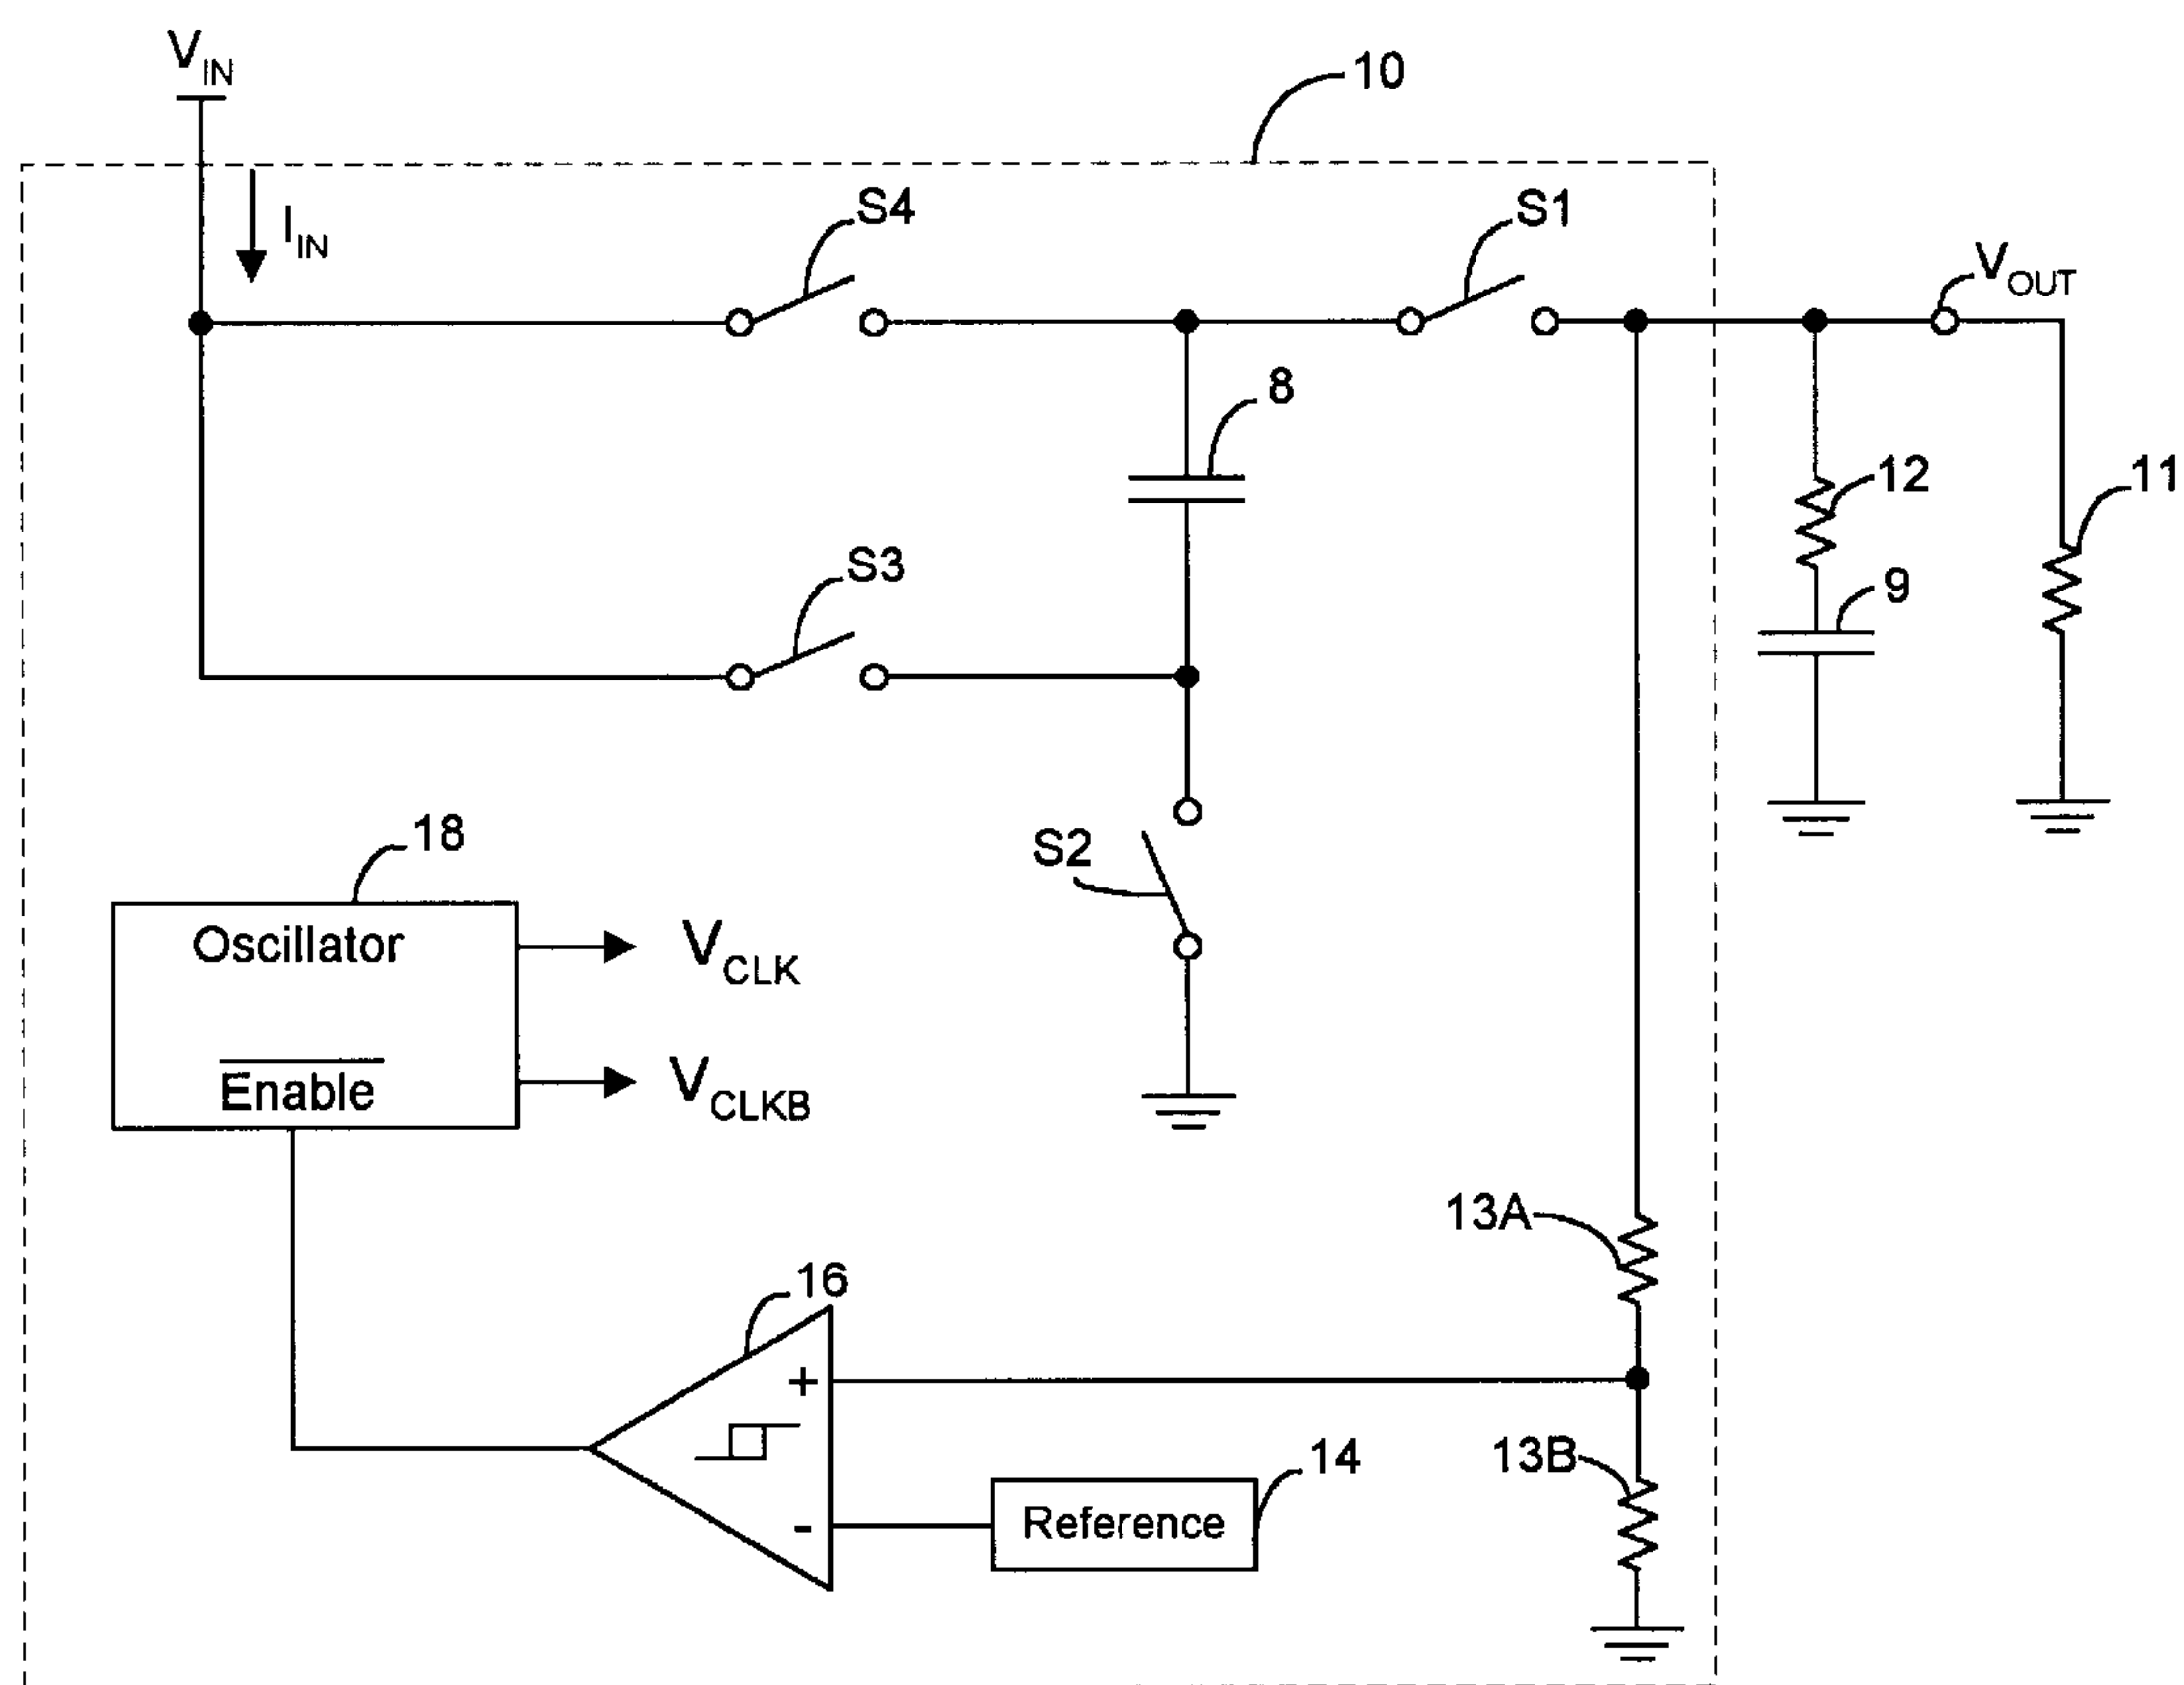 V_IN
10
I_IN
S4
S1
V_OUT
8
12
11
S3
9
18
S2
Oscillator
V_CLK
Enable
V_CLKB
13A
16
+
13B
14
-
Reference